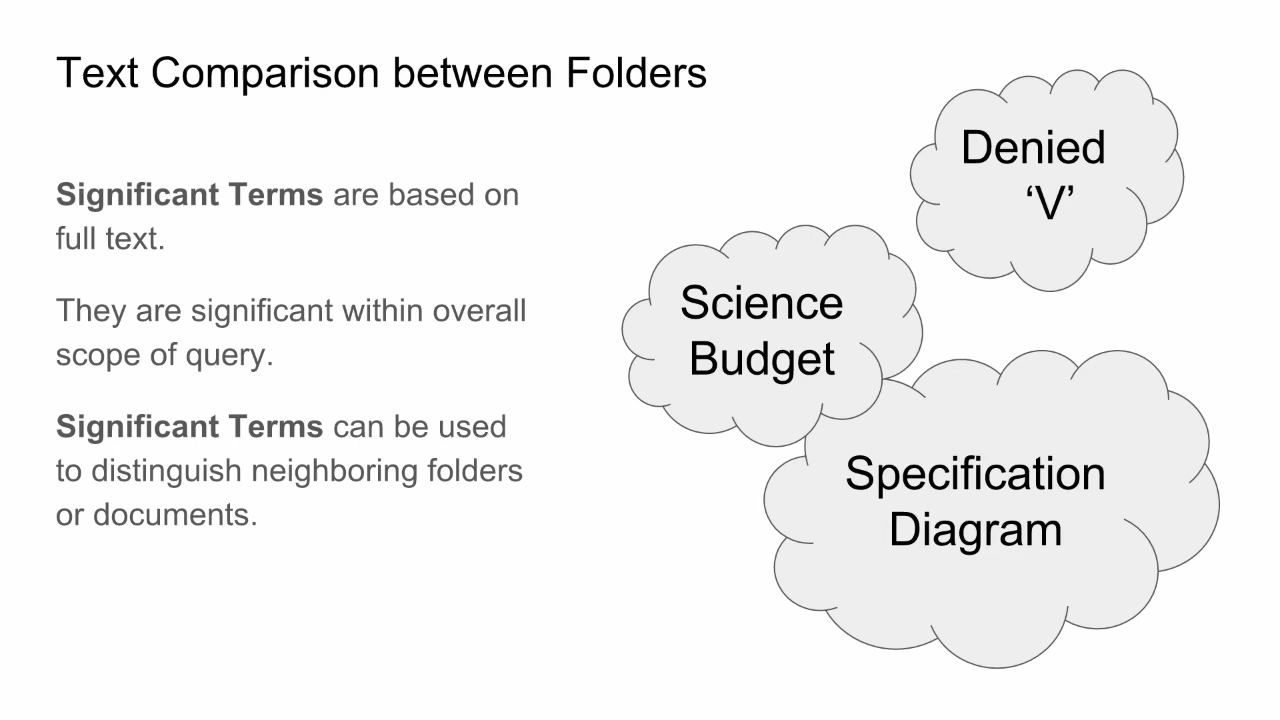 Text Comparison between Folders
Significant Terms are based on
full text.
They are significant within overall
scope of query.
Significant Terms can be used
to distinguish neighboring folders
or documents.
Denied
‘V’
Science
Budget
Specification
Diagram